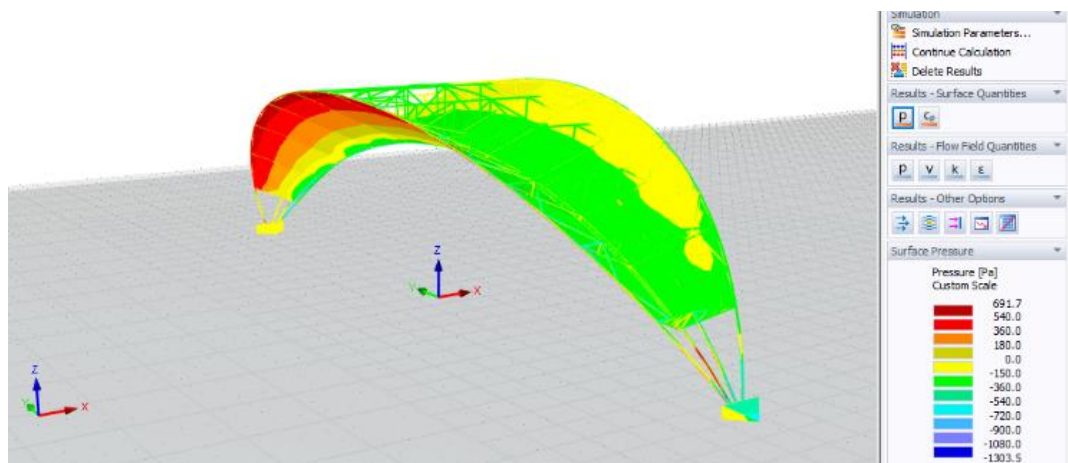 Simulation
Simulation Parameters...
Continue Calculation
Delete Results
Results - Surface Quantities
p cp
Results - Flow Field Quantities
p v k ε
Results - Other Options
Surface Pressure
Pressure [Pa]
Custom Scale
691.7
540.0
360.0
180.0
0.0
-150.0
-360.0
-540.0
-720.0
-900.0
-1080.0
-1303.5
Z
Y
X
Z
Y
X